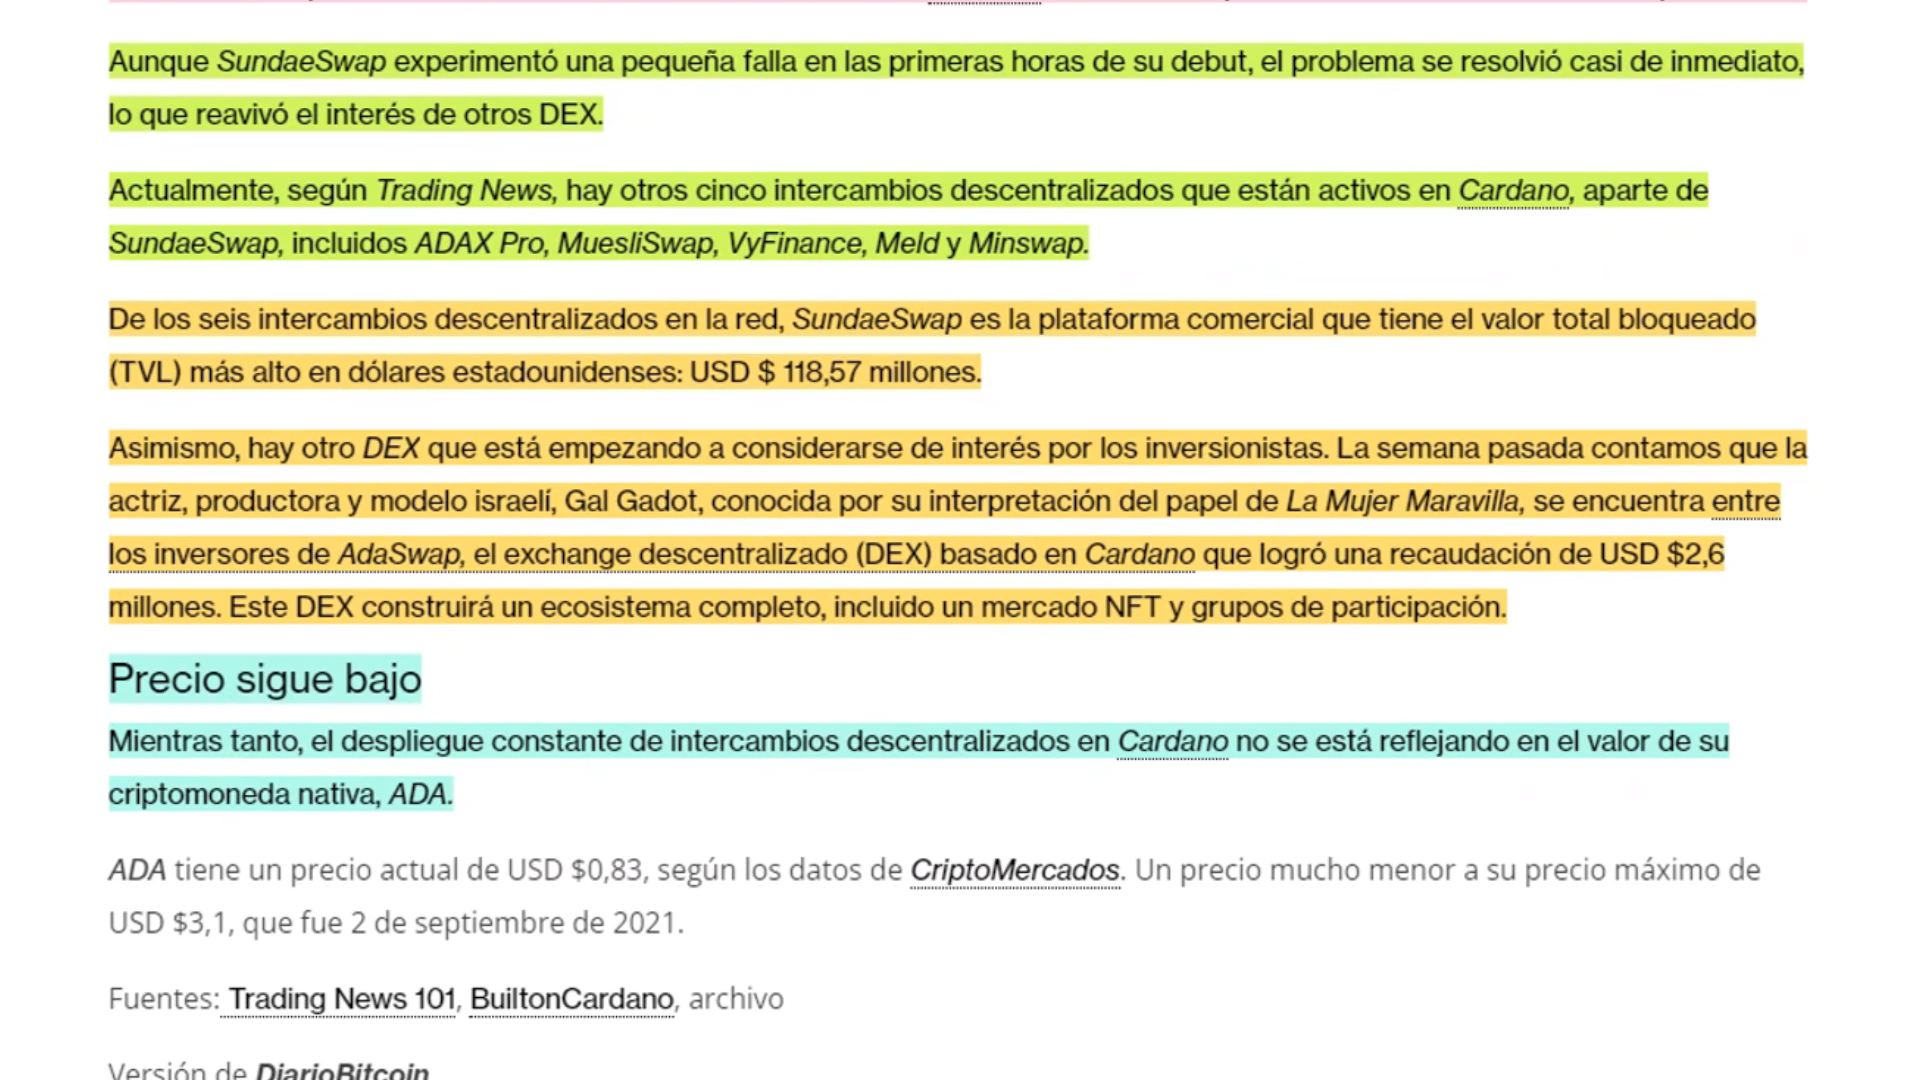 Aunque SundaeSwap experimentó una pequeña falla en las primeras horas de su debut, el problema se resolvió casi de inmediato,
lo que reavivó el interés de otros DEX.
Actualmente, según Trading News, hay otros cinco intercambios descentralizados que están activos en Cardano, aparte de
SundaeSwap, incluidos ADAX Pro, MuesliSwap, VyFinance, Meld y Minswap.
De los seis intercambios descentralizados en la red, SundaeSwap es la plataforma comercial que tiene el valor total bloqueado
(TVL) más alto en dólares estadounidenses: USD $ 118,57 millones.
Asimismo, hay otro DEX que está empezando a considerarse de interés por los inversionistas. La semana pasada contamos que la
actriz, productora y modelo israelí, Gal Gadot, conocida por su interpretación del papel de La Mujer Maravilla, se encuentra entre
los inversores de AdaSwap, el exchange descentralizado (DEX) basado en Cardano que logró una recaudación de USD $2,6
millones. Este DEX construirá un ecosistema completo, incluido un mercado NFT y grupos de participación.
Precio sigue bajo
Mientras tanto, el despliegue constante de intercambios descentralizados en Cardano no se está reflejando en el valor de su
criptomoneda nativa, ADA.
ADA tiene un precio actual de USD $0,83, según los datos de CriptoMercados. Un precio mucho menor a su precio máximo de
USD $3,1, que fue 2 de septiembre de 2021.
Fuentes: Trading News 101, BuiltonCardano, archivo
Versión de DiarioBitcoin